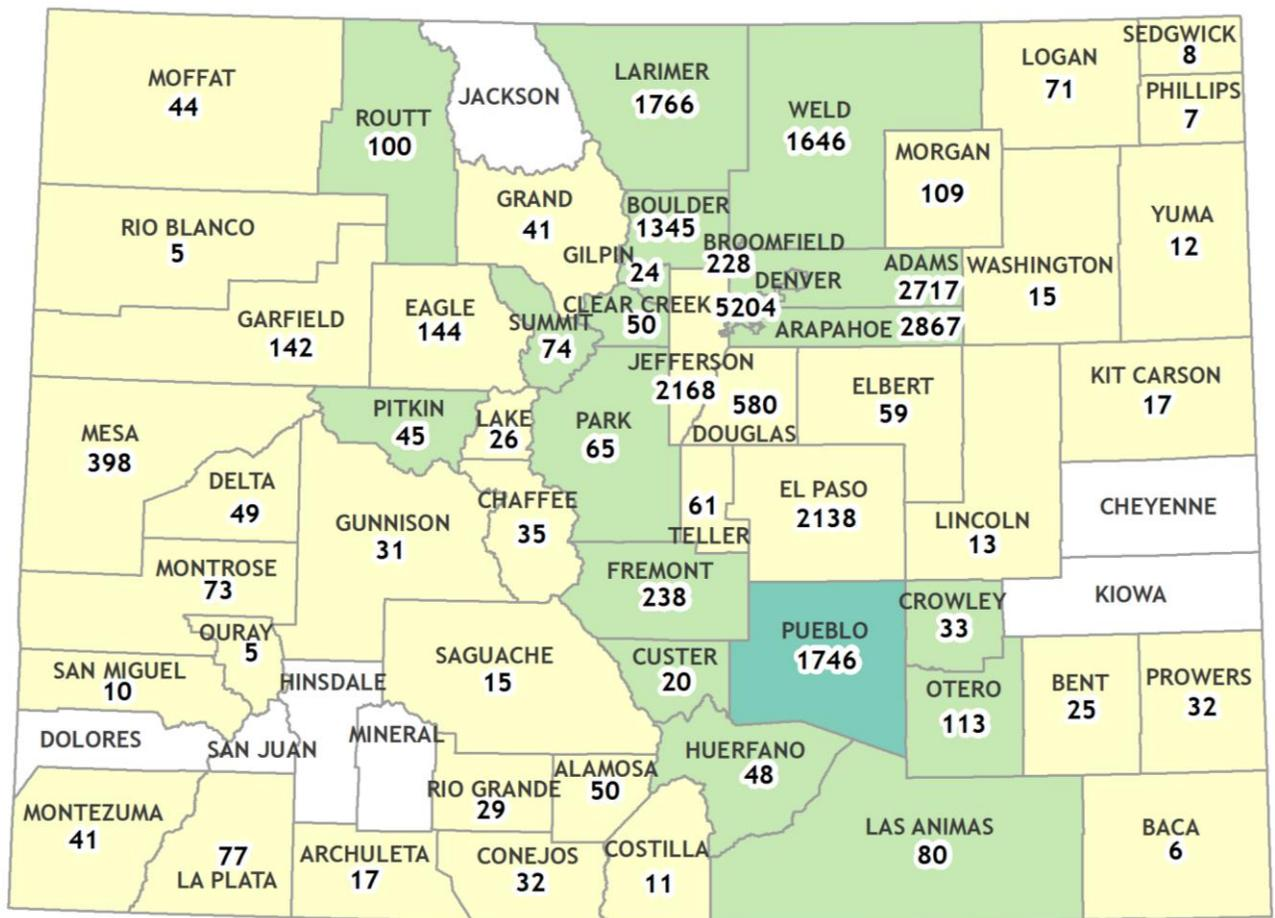 MOFFAT
44
ROUTT
100
JACKSON
LARIMER
1766
WELD
1646
LOGAN
71
SEDGWICK
8
PHILLIPS
7
MORGAN
109
RIO BLANCO
5
GRAND
41
BOULDER
1345
YUMA
12
GILPIN
24
BROOMFIELD
228
DENVER
5204
ADAMS
2717
WASHINGTON
15
GARFIELD
142
EAGLE
144
SUMMIT
74
CLEAR CREEK
50
ARAPAHOE 2867
JEFFERSON
2168
PITKIN
45
LAKE
26
PARK
65
580
DOUGLAS
ELBERT
59
KIT CARSON
17
MESA
398
DELTA
49
GUNNISON
31
CHAFFEE
35
61
TELLER
EL PASO
2138
LINCOLN
13
CHEYENNE
MONTROSE
73
FREMONT
238
CROWLEY
33
KIOWA
OURAY
5
PUEBLO
1746
SAN MIGUEL
10
HINSDALE
SAGUACHE
15
CUSTER
20
OTERO
113
BENT
25
PROWERS
32
DOLORES
SAN JUAN
MINERAL
HUERFANO
48
RIO GRANDE
29
ALAMOSA
50
MONTEZUMA
41
77
LA PLATA
ARCHULETA
17
CONEJOS
32
COSTILLA
11
LAS ANIMAS
80
BACA
6